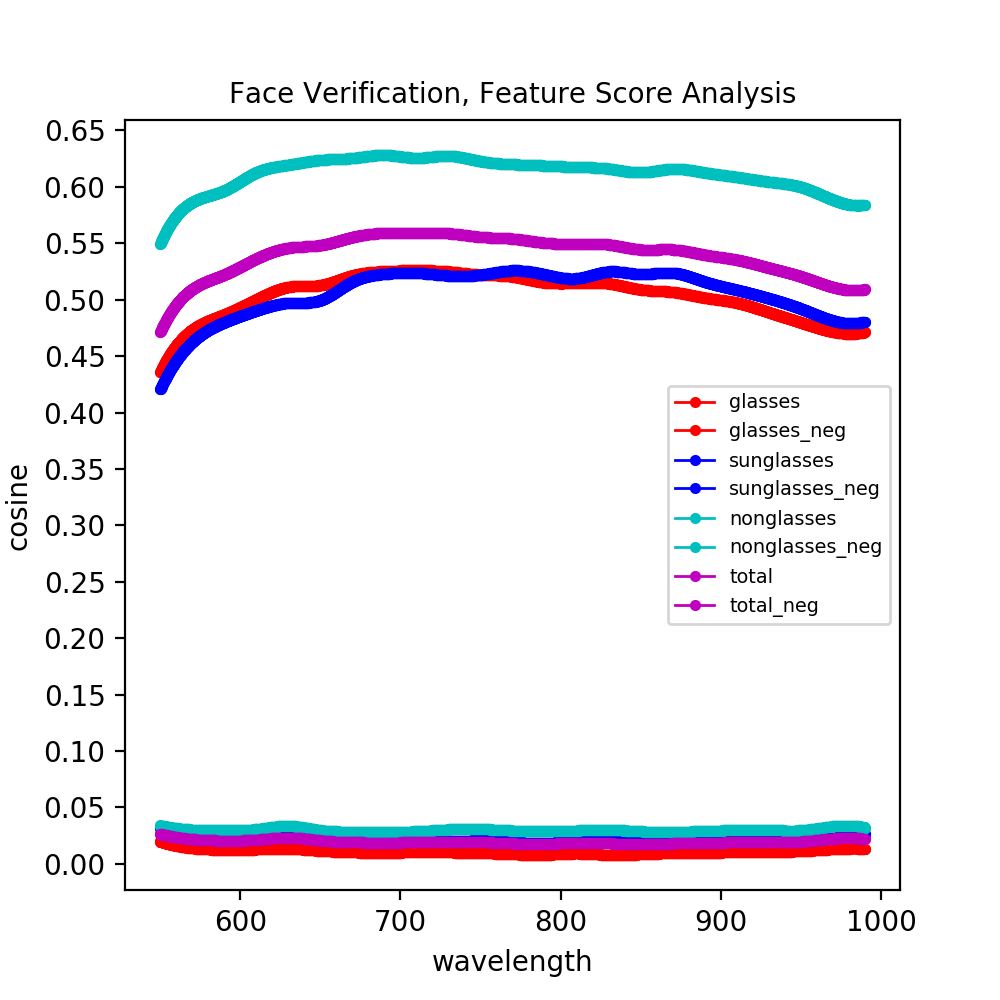 Face Verification, Feature Score Analysis
0.65
0.60
0.55
0.50
0.45
0.40
0.35
0.30
0.25
0.20
0.15
0.10
0.05
0.00
cosine
glasses
glasses_neg
sunglasses
sunglasses_neg
nonglasses
nonglasses_neg
total
total_neg
600 700 800 900 1000
wavelength